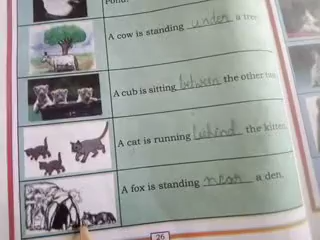 Pond.
A cow is standing under a tree.
A cub is sitting between the other two
A cat is running behind the kitten.
A fox is standing near a den.
26